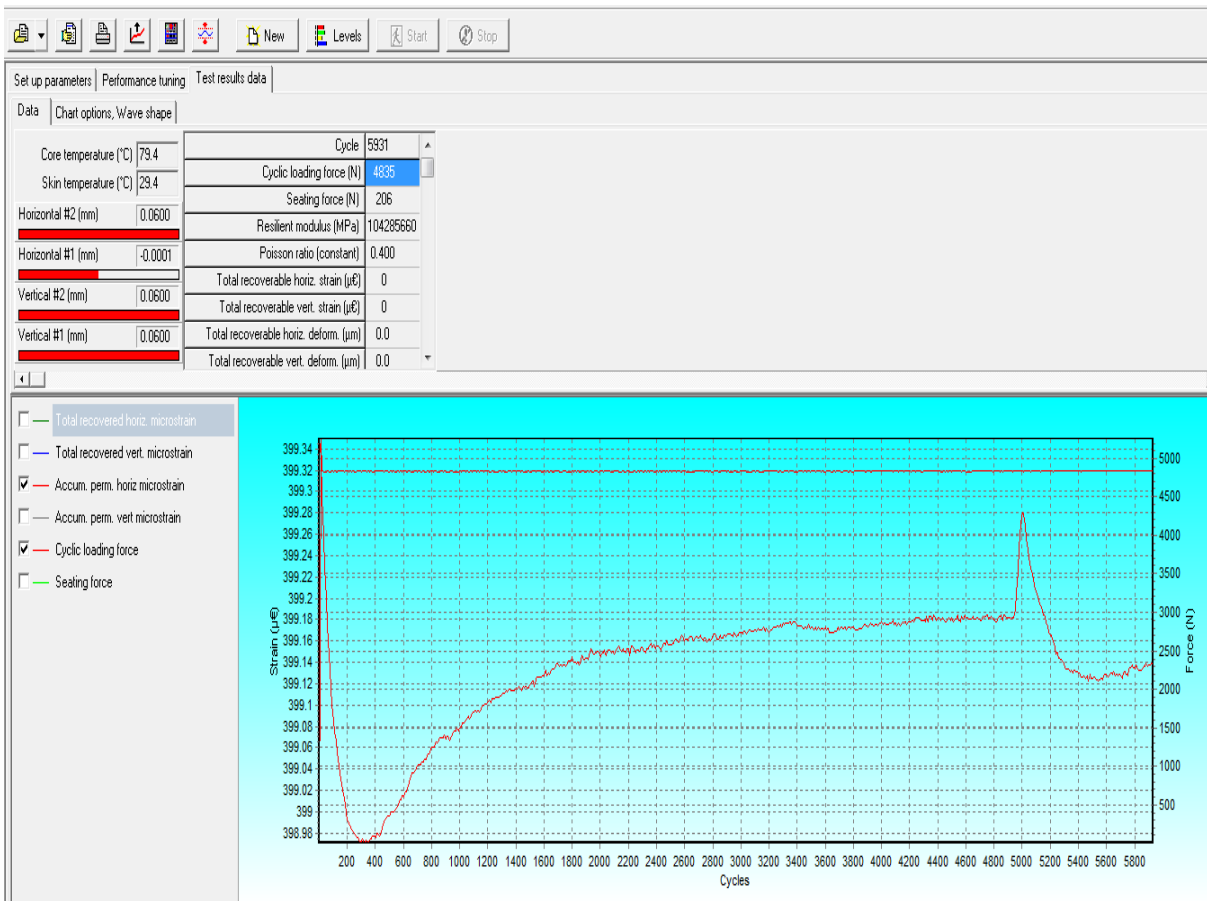 New Levels Start Stop
Set up parameters Performance tuning Test results data
Data Chart options, Wave shape
Core temperature (°C) 79.4
Skin temperature (°C) 29.4
Horizontal #2 (mm) 0.0600
Horizontal #1 (mm) -0.0001
Vertical #2 (mm) 0.0600
Vertical #1 (mm) 0.0600
Cycle 5931
Cyclic loading force (N) 4835
Seating force (N) 206
Resilient modulus (MPa) 104285660
Poisson ratio (constant) 0.400
Total recoverable horiz. strain (µ€) 0
Total recoverable vert. strain (µ€) 0
Total recoverable horiz. deform. (µm) 0.0
Total recoverable vert. deform. (µm) 0.0
Total recovered horiz. microstrain
Total recovered vert. microstrain
Accum. perm. horiz microstrain
Accum. perm. vert microstrain
Cyclic loading force
Seating force
Strain (µ€)
399.34
399.32
399.3
399.28
399.26
399.24
399.22
399.2
399.18
399.16
399.14
399.12
399.1
399.08
399.06
399.04
399.02
399
398.98
5000
4500
4000
3500
3000
2500
2000
1500
1000
500
Force (N)
200 400 600 800 1000 1200 1400 1600 1800 2000 2200 2400 2600 2800 3000 3200 3400 3600 3800 4000 4200 4400 4600 4800 5000 5200 5400 5600 5800
Cycles